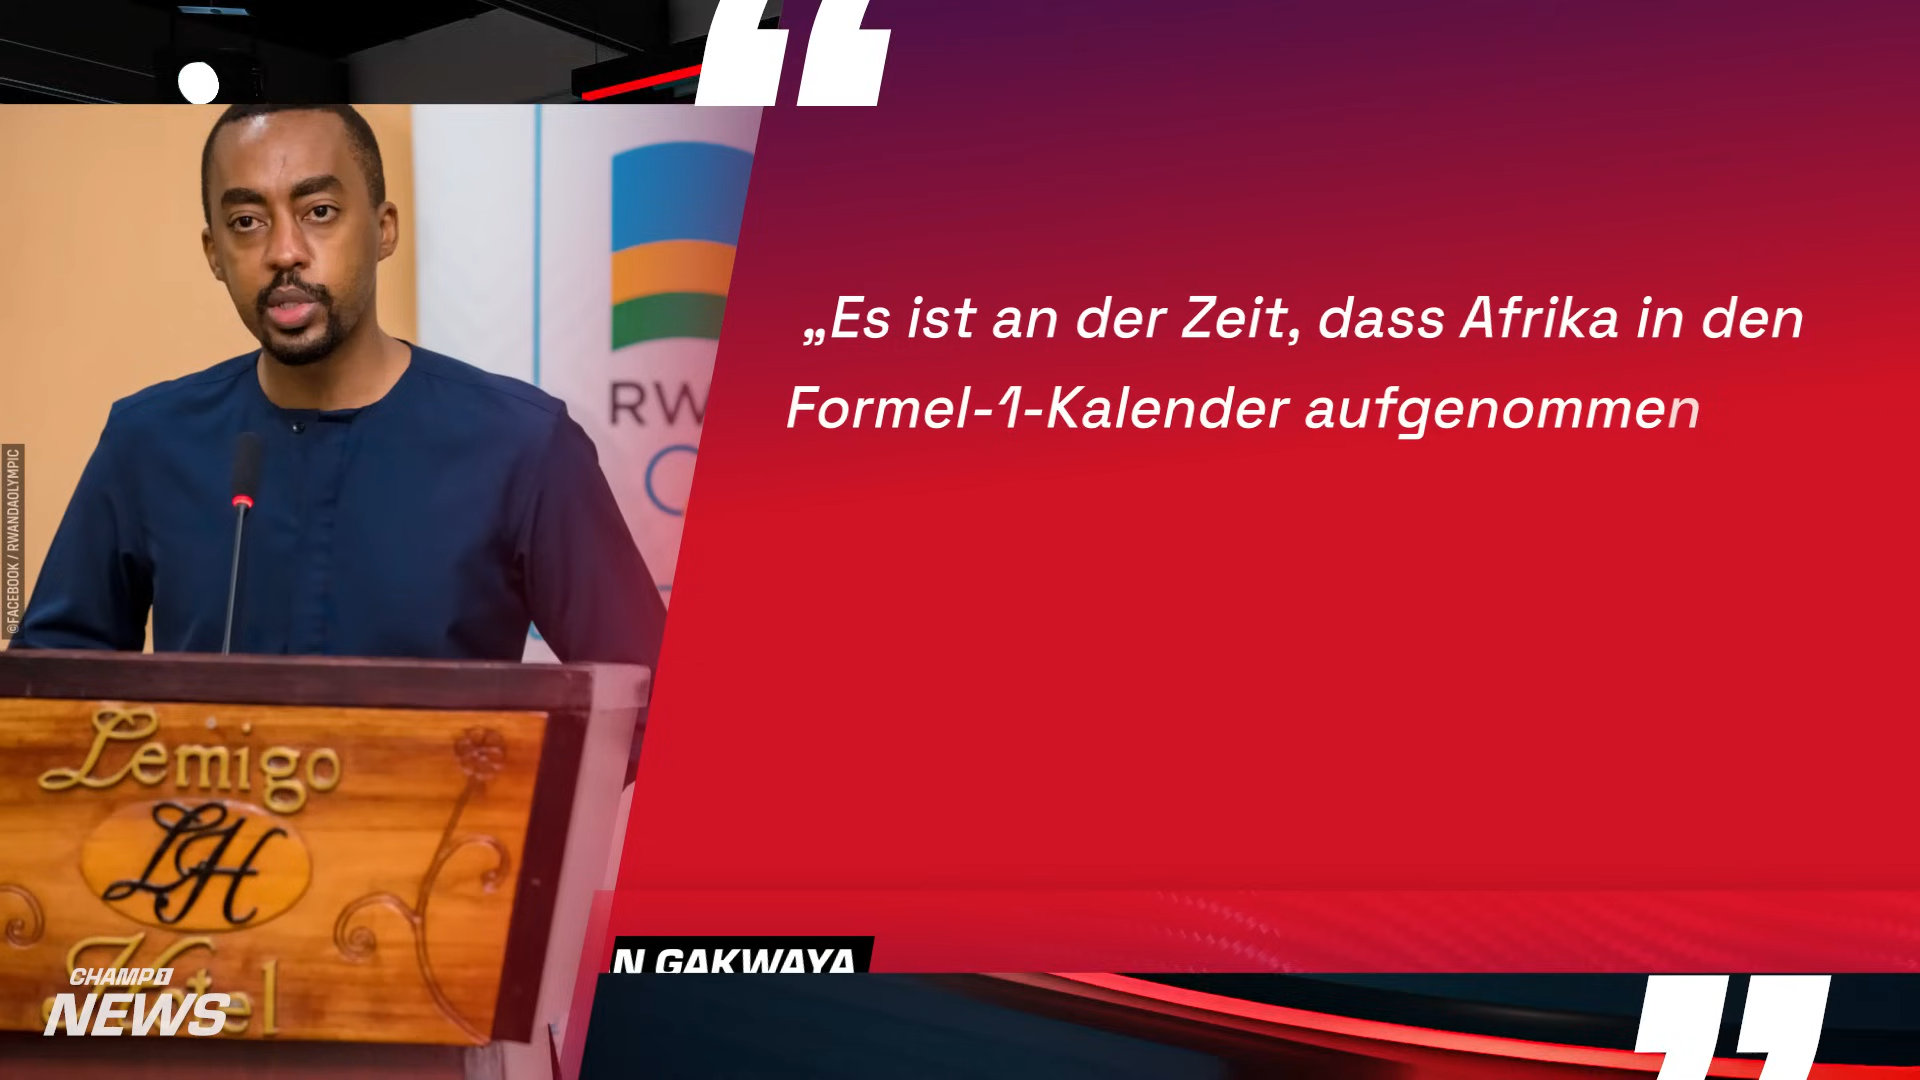 „Es ist an der Zeit, dass Afrika in den
Formel-1-Kalender aufgenommen
N GAKWAYA
©FACEBOOK / RWANDAOLYMPIC
RW
Lemigo
LH
Hotel
CHAMP1
NEWS